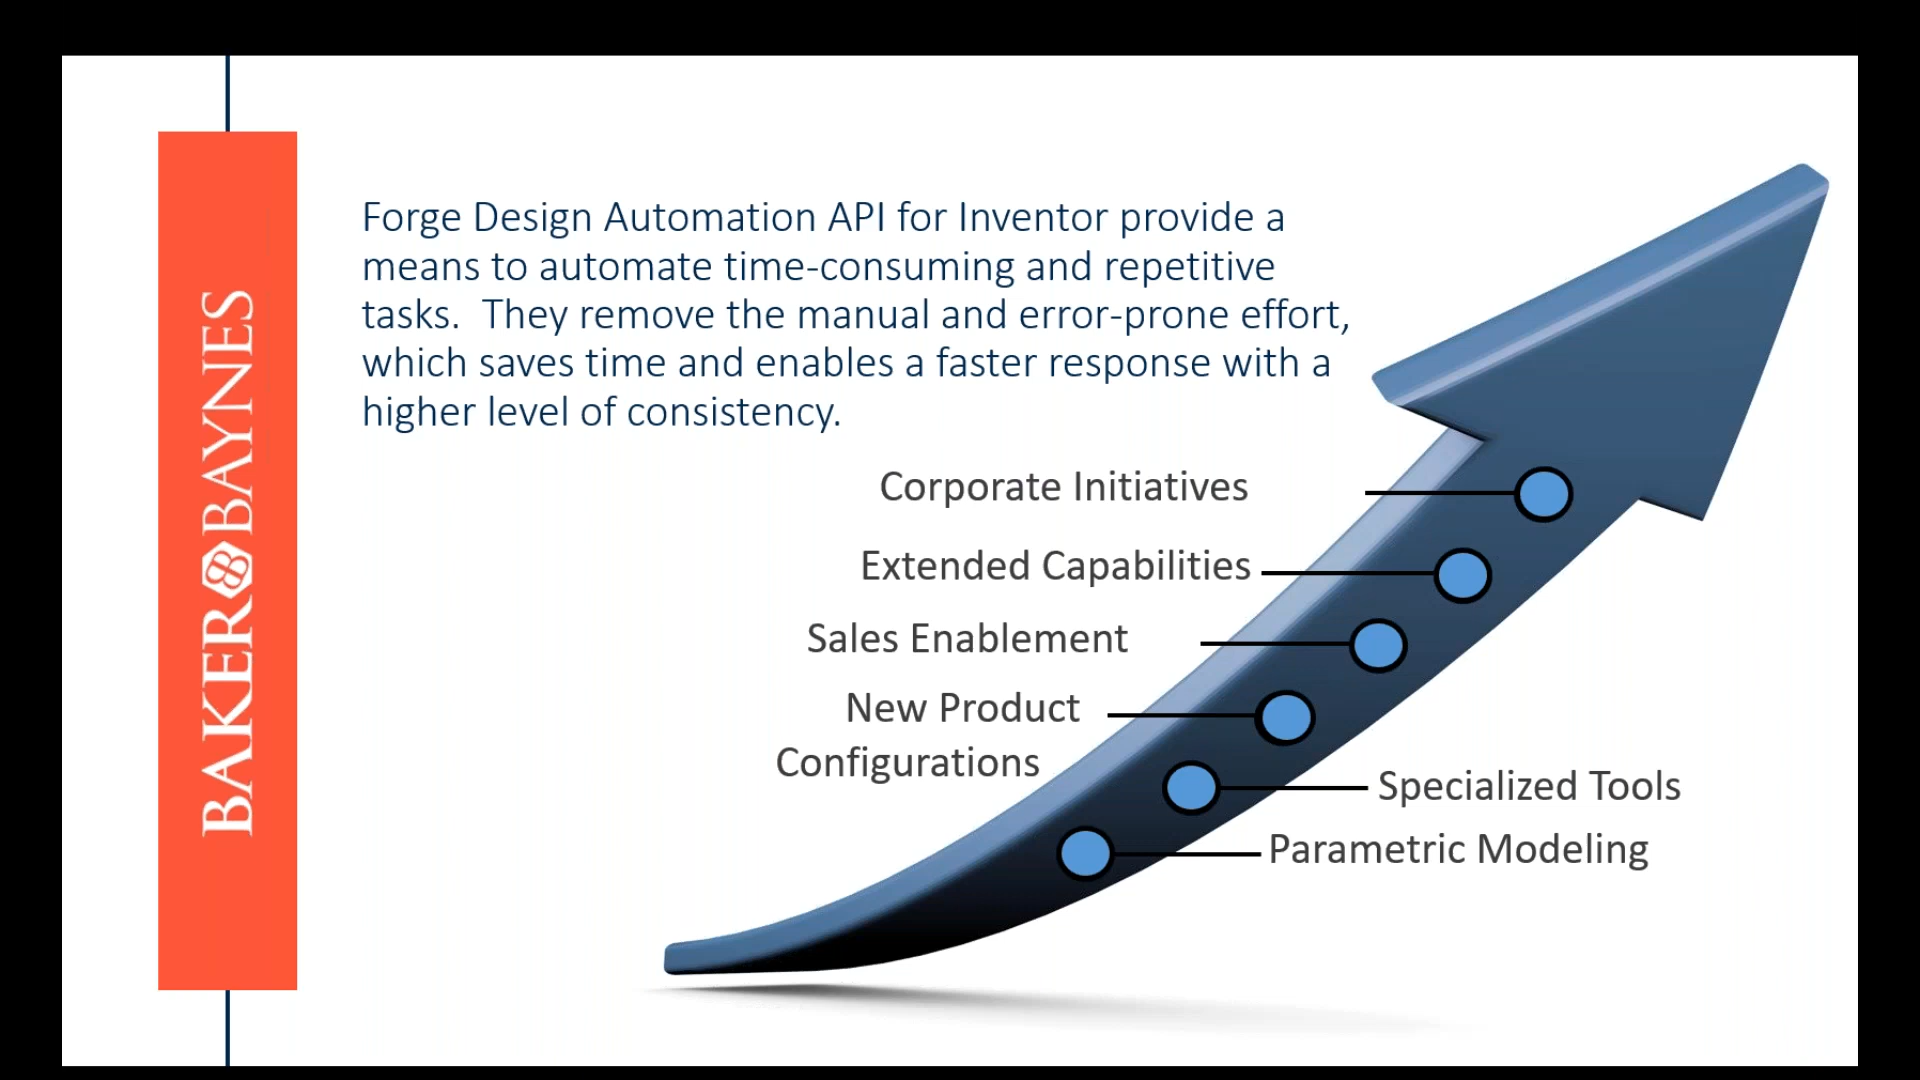 BAKER BAYNES
Forge Design Automation API for Inventor provide a
means to automate time-consuming and repetitive
tasks.  They remove the manual and error-prone effort,
which saves time and enables a faster response with a
higher level of consistency.
Corporate Initiatives
Extended Capabilities
Sales Enablement
New Product
Configurations
Specialized Tools
Parametric Modeling